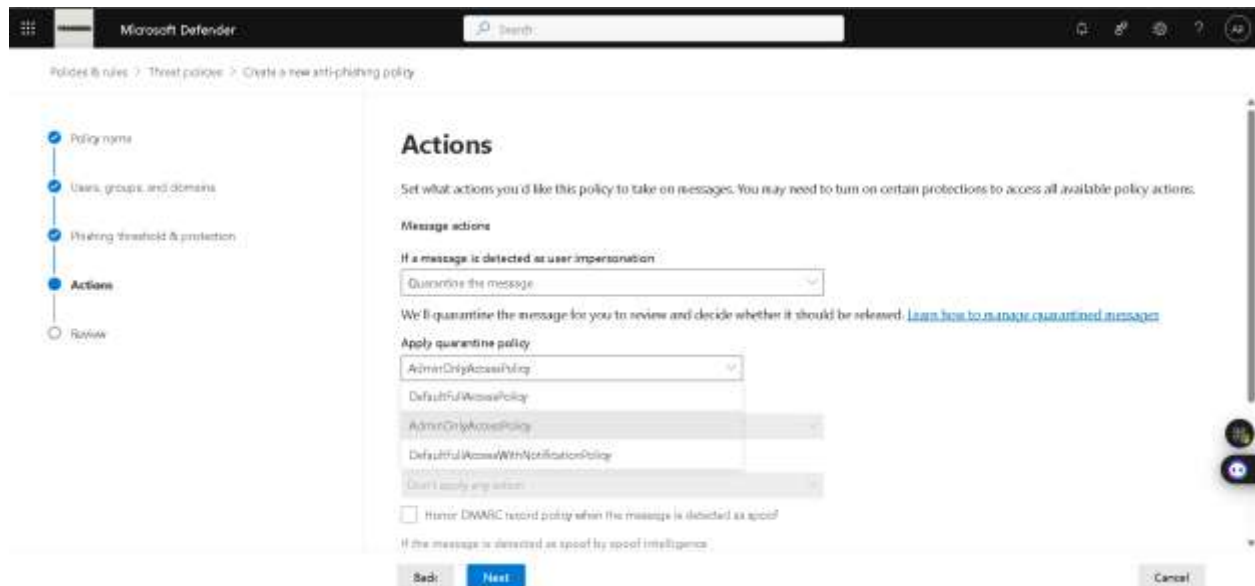 Microsoft Defender
Search
Policies & rules > Threat policies > Create a new anti-phishing policy
Policy name
Users, groups, and domains
Phishing threshold & protection
Actions
Review
Actions
Set what actions you'd like this policy to take on messages. You may need to turn on certain protections to access all available policy actions.
Message actions
If a message is detected as user impersonation
Quarantine the message
We'll quarantine the message for you to review and decide whether it should be released. Learn how to manage quarantined messages
Apply quarantine policy
AdminOnlyAccessPolicy
DefaultFullAccessPolicy
AdminOnlyAccessPolicy
DefaultFullAccessWithNotificationPolicy
Don't apply any action
Honor DMARC record policy when the message is detected as spoof
If the message is detected as spoof by spoof intelligence
Back
Next
Cancel